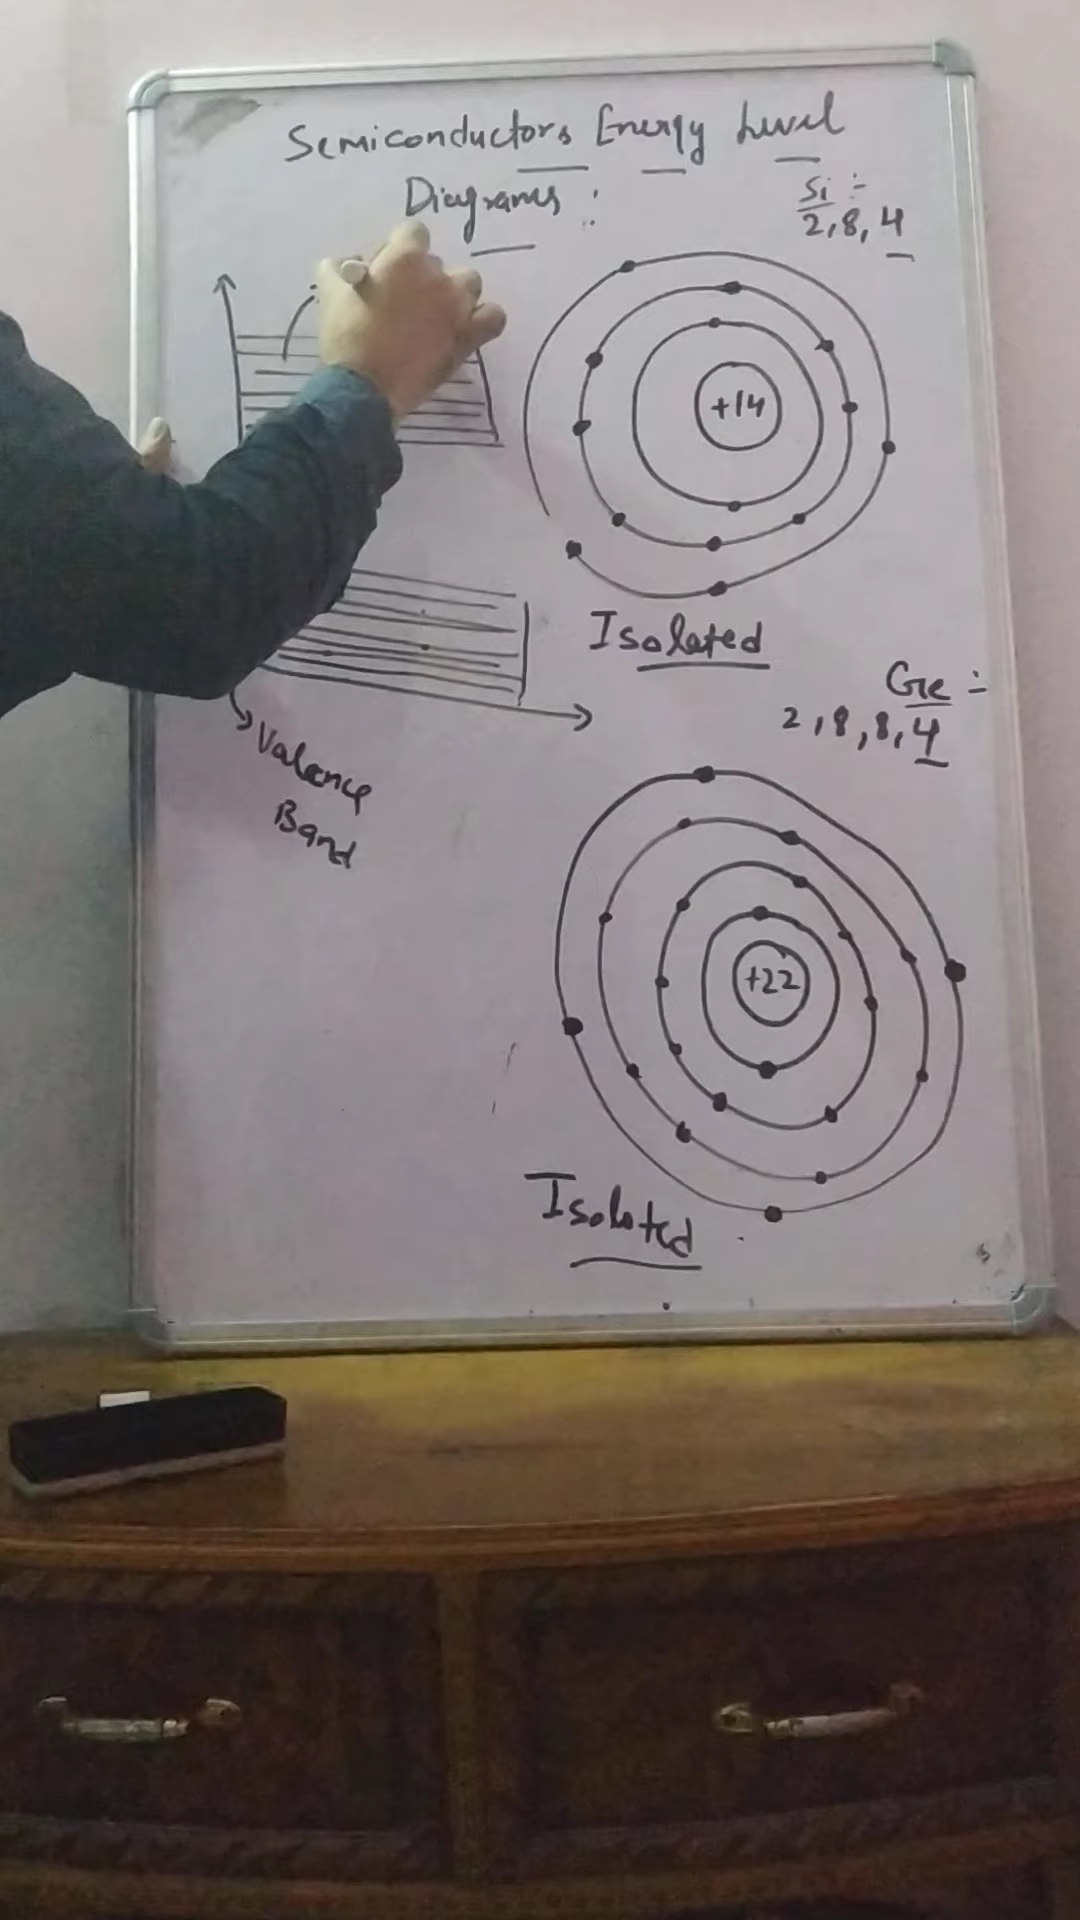 Semiconductors Energy Level
Diagrams :
Si :-
2,8,4
+14
Isolated
Valence
Band
Ge :-
2,8,8,4
+22
Isolated